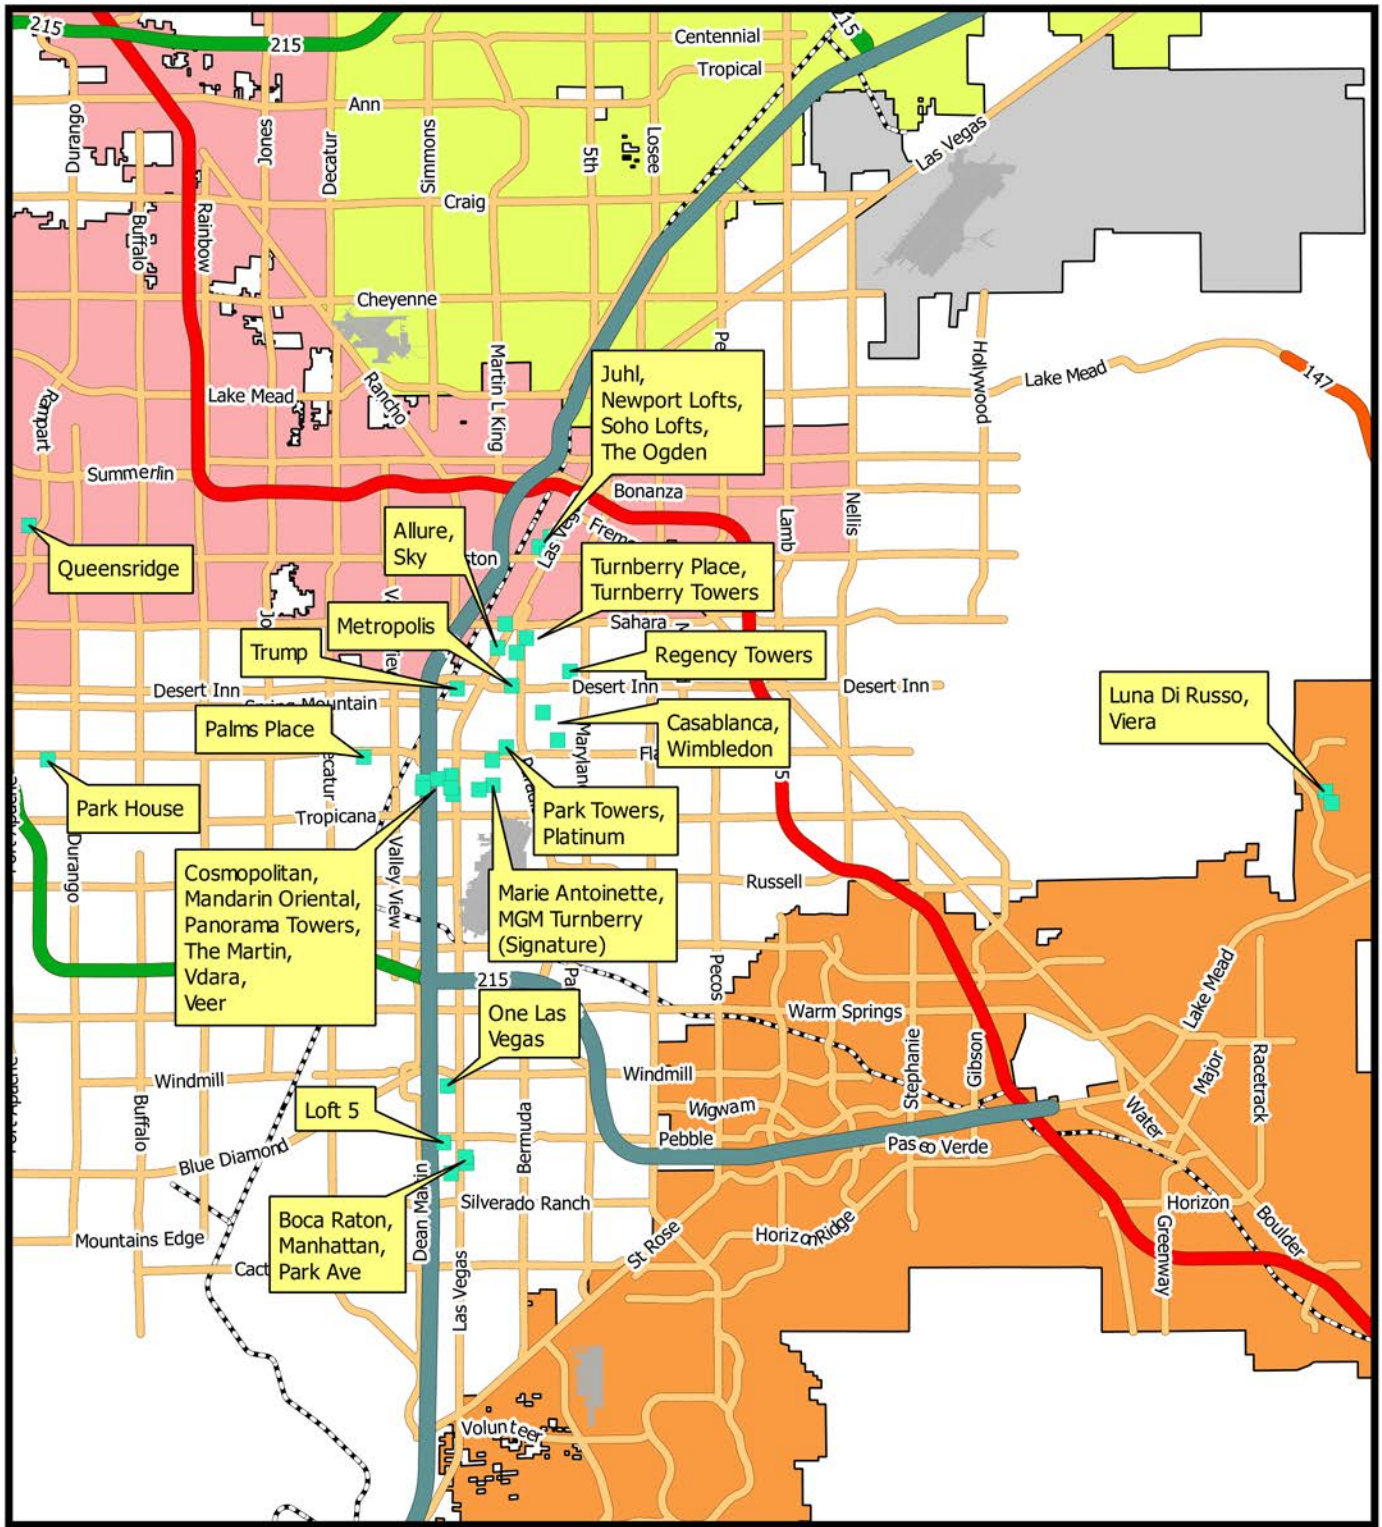 215
215
215
Centennial
Tropical
Ann
Durango
Jones
Decatur
Simmons
5th
Losee
Las Vegas
Craig
Buffalo
Rainbow
Cheyenne
Martin L King
Hollywood
Lake Mead
147
Rancho
Lake Mead
Rampart
Juhl,
Newport Lofts,
Soho Lofts,
The Ogden
Summerlin
Bonanza
Nellis
Lamb
Allure,
Sky
Queensridge
Turnberry Place,
Turnberry Towers
Metropolis
Sahara
Trump
Regency Towers
Desert Inn
Desert Inn
Desert Inn
Luna Di Russo,
Viera
Palms Place
Casablanca,
Wimbledon
Park House
Tropicana
Park Towers,
Platinum
Durango
Valley View
Cosmopolitan,
Mandarin Oriental,
Panorama Towers,
The Martin,
Vdara,
Veer
Marie Antoinette,
MGM Turnberry
(Signature)
Russell
Pecos
215
Lake Mead
One Las
Vegas
Warm Springs
Stephanie
Gibson
Windmill
Windmill
Major
Racetrack
Loft 5
Wigwam
Water
Buffalo
Bermuda
Pebble
Paseo Verde
Blue Diamond
Dean Martin
Silverado Ranch
Horizon
Boca Raton,
Manhattan,
Park Ave
Mountains Edge
St Rose
Horizon Ridge
Greenway
Boulder
Las Vegas
Volunteer